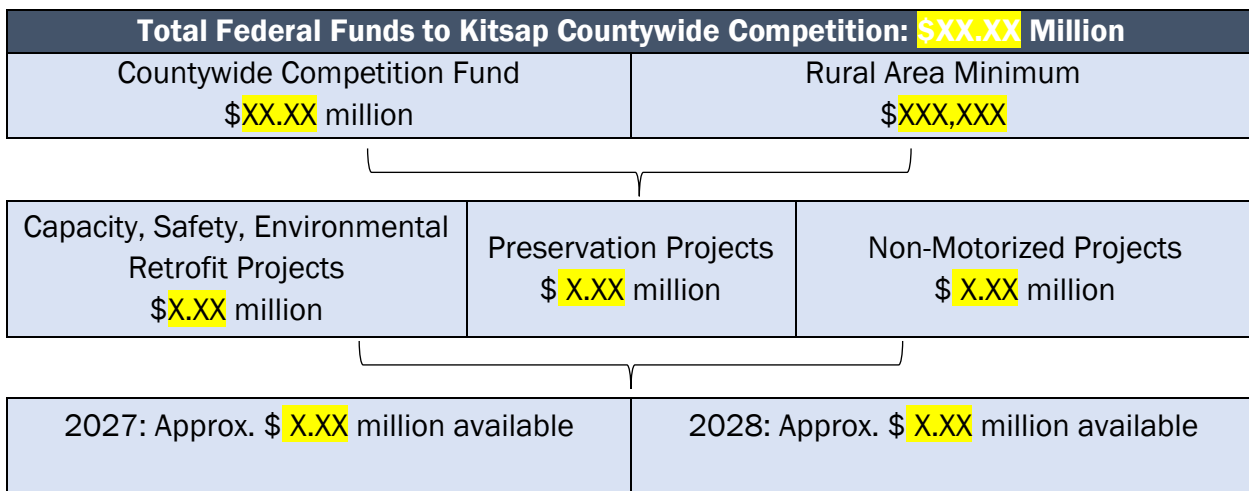 Total Federal Funds to Kitsap Countywide Competition: $XX.XX Million
Countywide Competition Fund
$XX.XX million
Rural Area Minimum
$XXX,XXX
Capacity, Safety, Environmental
Retrofit Projects
$X.XX million
Preservation Projects
$ X.XX million
Non-Motorized Projects
$ X.XX million
2027: Approx. $ X.XX million available
2028: Approx. $ X.XX million available